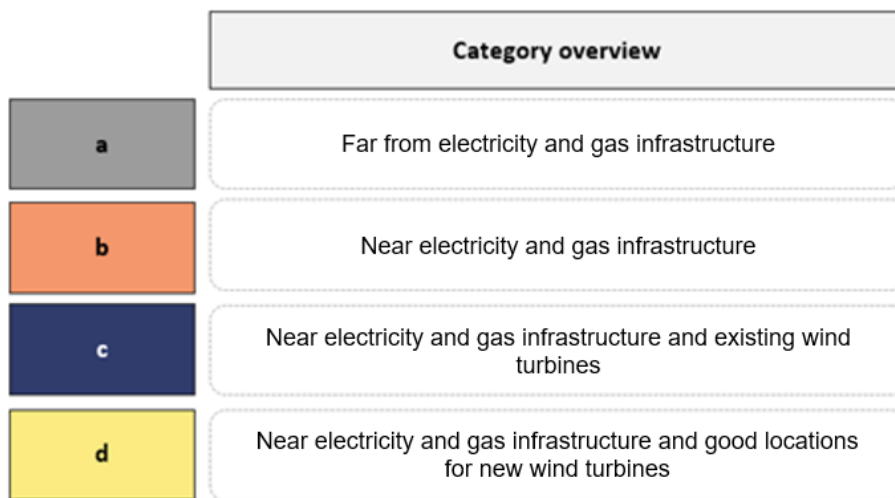 Category overview
a
Far from electricity and gas infrastructure
b
Near electricity and gas infrastructure
c
Near electricity and gas infrastructure and existing wind
turbines
d
Near electricity and gas infrastructure and good locations
for new wind turbines